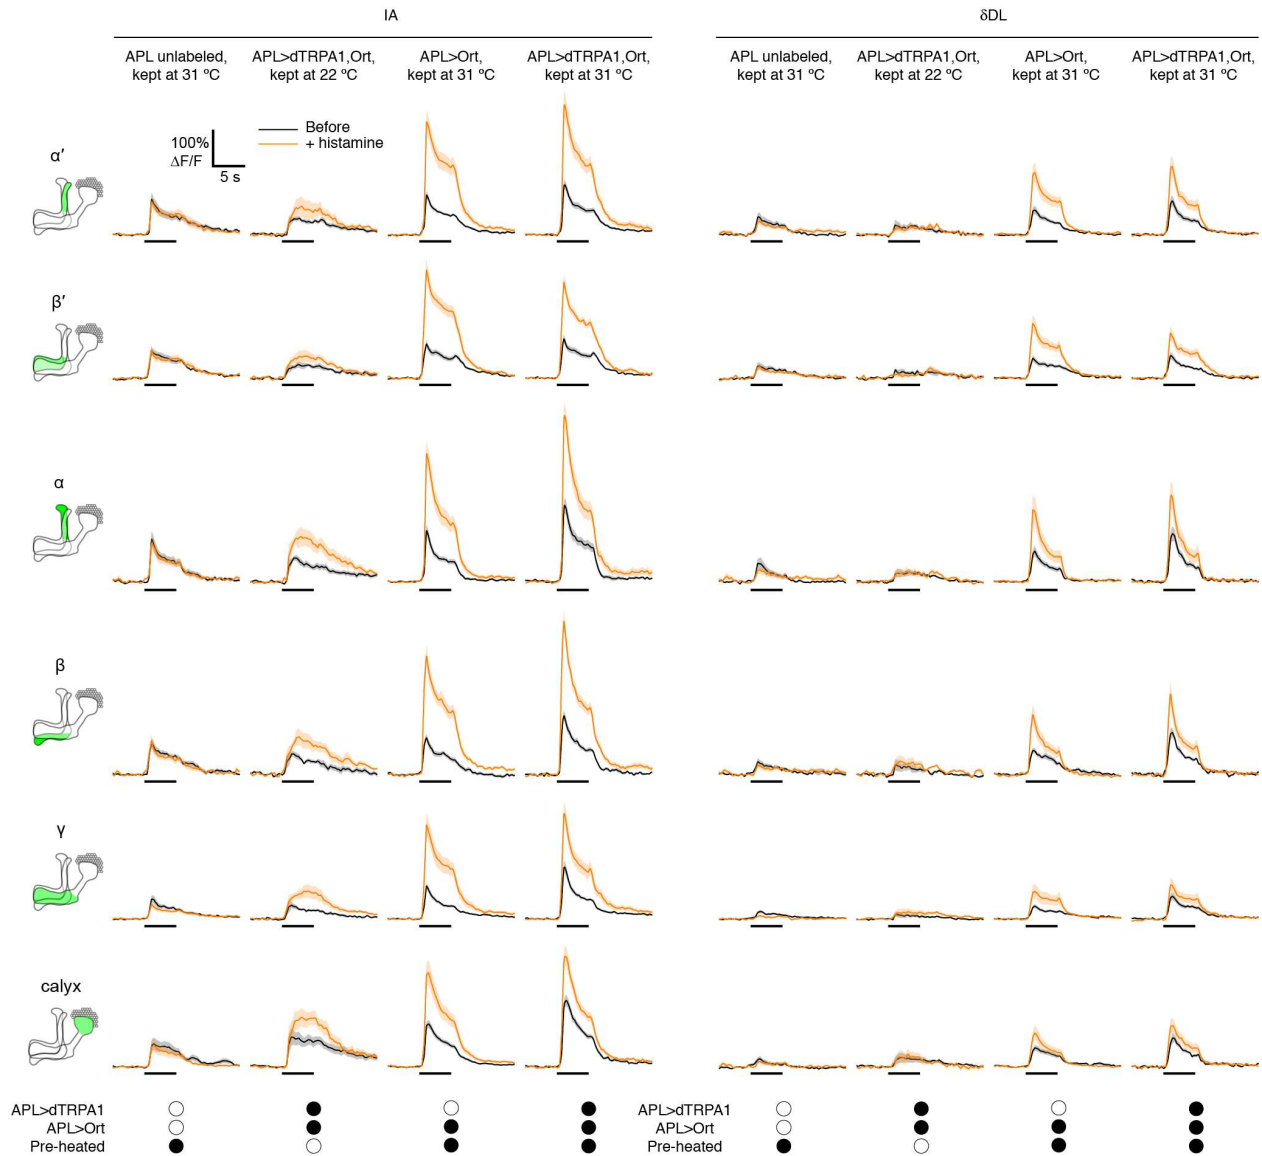 IA
δDL
APL unlabeled,
kept at 31 ºC
APL>dTRPA1,Ort,
kept at 22 ºC
APL>Ort,
kept at 31 ºC
APL>dTRPA1,Ort,
kept at 31 ºC
APL unlabeled,
kept at 31 ºC
APL>dTRPA1,Ort,
kept at 22 ºC
APL>Ort,
kept at 31 ºC
APL>dTRPA1,Ort,
kept at 31 ºC
100%
ΔF/F
5 s
Before
+ histamine
α′
β′
α
β
γ
calyx
APL>dTRPA1
APL>Ort
Pre-heated
APL>dTRPA1
APL>Ort
Pre-heated